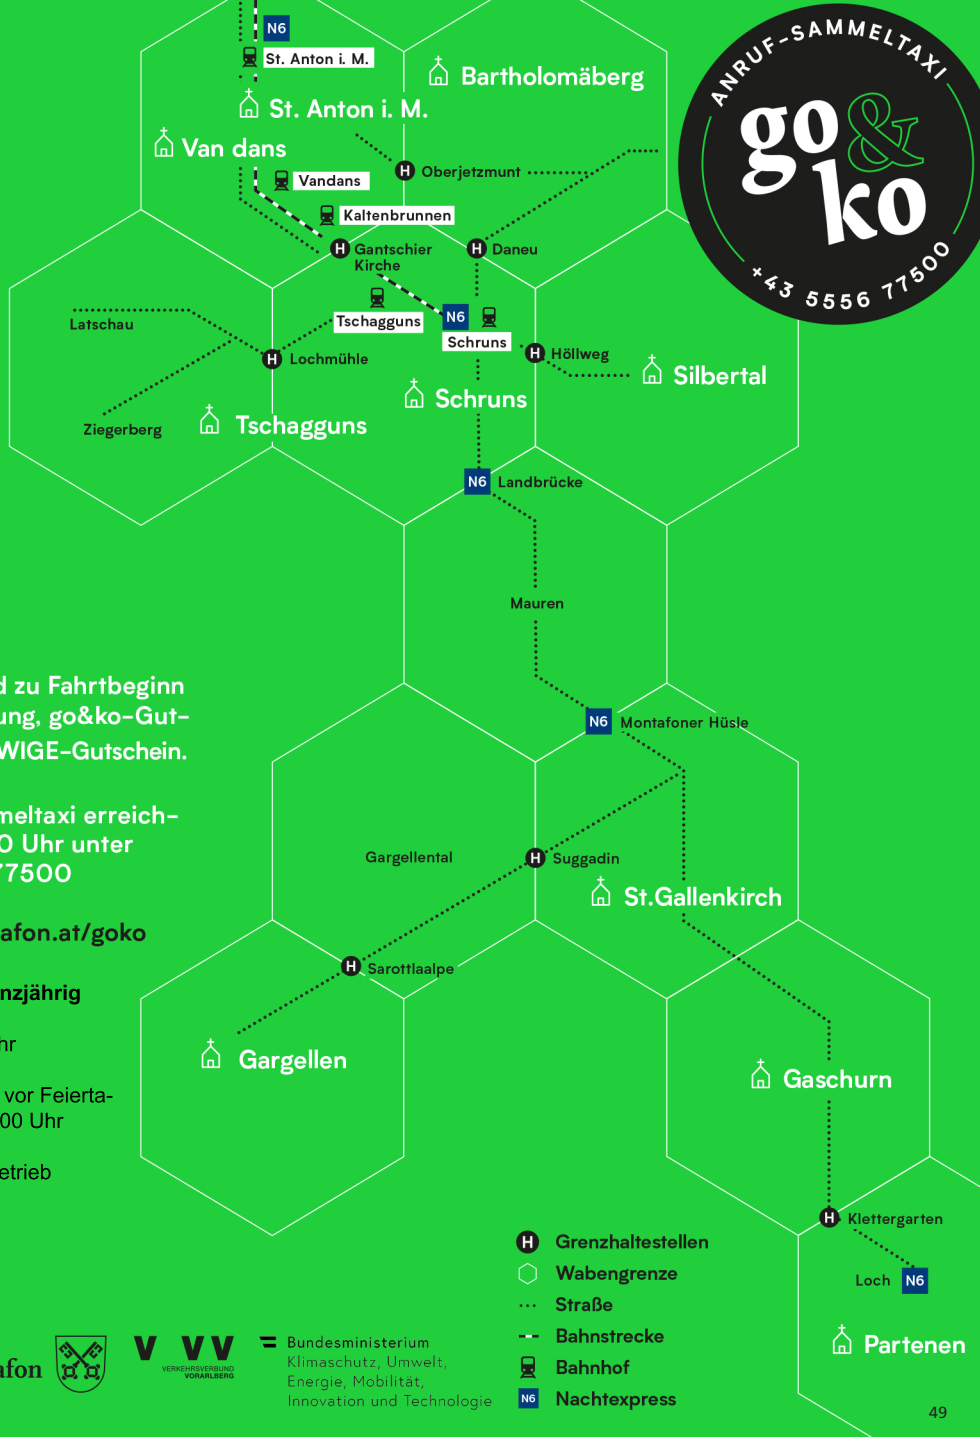 N6
St. Anton i. M.
Bartholomäberg
St. Anton i. M.
Van dans
ANRUF-SAMMELTAXI
go&ko
+43 5556 77500
H Oberjetzmunt
Vandans
Kaltenbrunnen
H Gantschier
Kirche
H Daneu
Tschagguns
N6
Schruns
Latschau
H Lochmühle
H Höllweg
Silbertal
Schruns
Ziegerberg
Tschagguns
N6 Landbrücke
Mauren
d zu Fahrtbeginn
ung, go&ko-Gut-
WIGE-Gutschein.
N6 Montafoner Hüsle
meltaxi erreich-
0 Uhr unter
77500
Gargellental
H Suggadin
St.Gallenkirch
afon.at/goko
H Sarottlaalpe
nzjährig
hr
Gargellen
Gaschurn
vor Feierta-
00 Uhr
etrieb
H Klettergarten
Loch N6
Partenen
H Grenzhaltestellen
Wabengrenze
Straße
Bahnstrecke
Bahnhof
N6 Nachtexpress
afon
V VV
VERKEHRSVERBUND
VORARLBERG
Bundesministerium
Klimaschutz, Umwelt,
Energie, Mobilität,
Innovation und Technologie
49